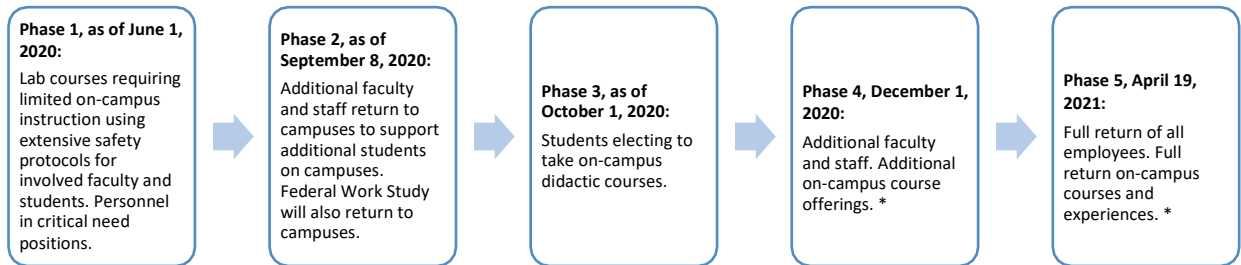 Phase 1, as of June 1,
2020:
Lab courses requiring
limited on-campus
instruction using
extensive safety
protocols for
involved faculty and
students. Personnel
in critical need
positions.
Phase 2, as of
September 8, 2020:
Additional faculty
and staff return to
campuses to support
additional students
on campuses.
Federal Work Study
will also return to
campuses.
Phase 3, as of
October 1, 2020:
Students electing to
take on-campus
didactic courses.
Phase 4, December 1,
2020:
Additional faculty
and staff. Additional
on-campus course
offerings. *
Phase 5, April 19,
2021:
Full return of all
employees. Full
return on-campus
courses and
experiences. *